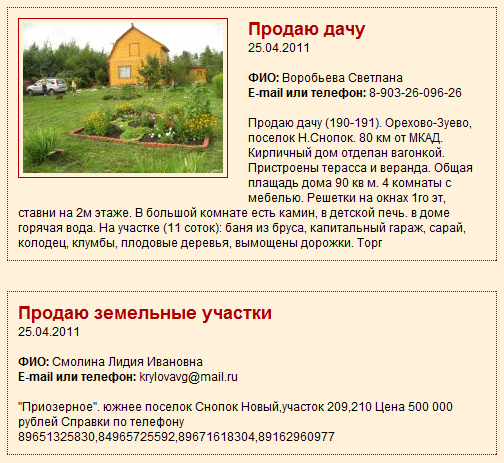 Продаю дачу
25.04.2011
ФИО: Воробьева Светлана
E-mail или телефон: 8-903-26-096-26
Продаю дачу (190-191). Орехово-Зуево,
поселок Н.Снопок. 80 км от МКАД.
Кирпичный дом отделан вагонкой.
Пристроены терасса и веранда. Общая
плащадь дома 90 кв м. 4 комнаты с
мебелью. Решетки на окнах 1го эт,
ставни на 2м этаже. В большой комнате есть камин, в детской печь. в доме
горячая вода. На участке (11 соток): баня из бруса, капитальный гараж, сарай,
колодец, клумбы, плодовые деревья, вымощены дорожки. Торг
Продаю земельные участки
25.04.2011
ФИО: Смолина Лидия Ивановна
E-mail или телефон: krylovavg@mail.ru
"Приозерное". южнее поселок Снопок Новый,участок 209,210 Цена 500 000
рублей Справки по телефону
89651325830,84965725592,89671618304,89162960977